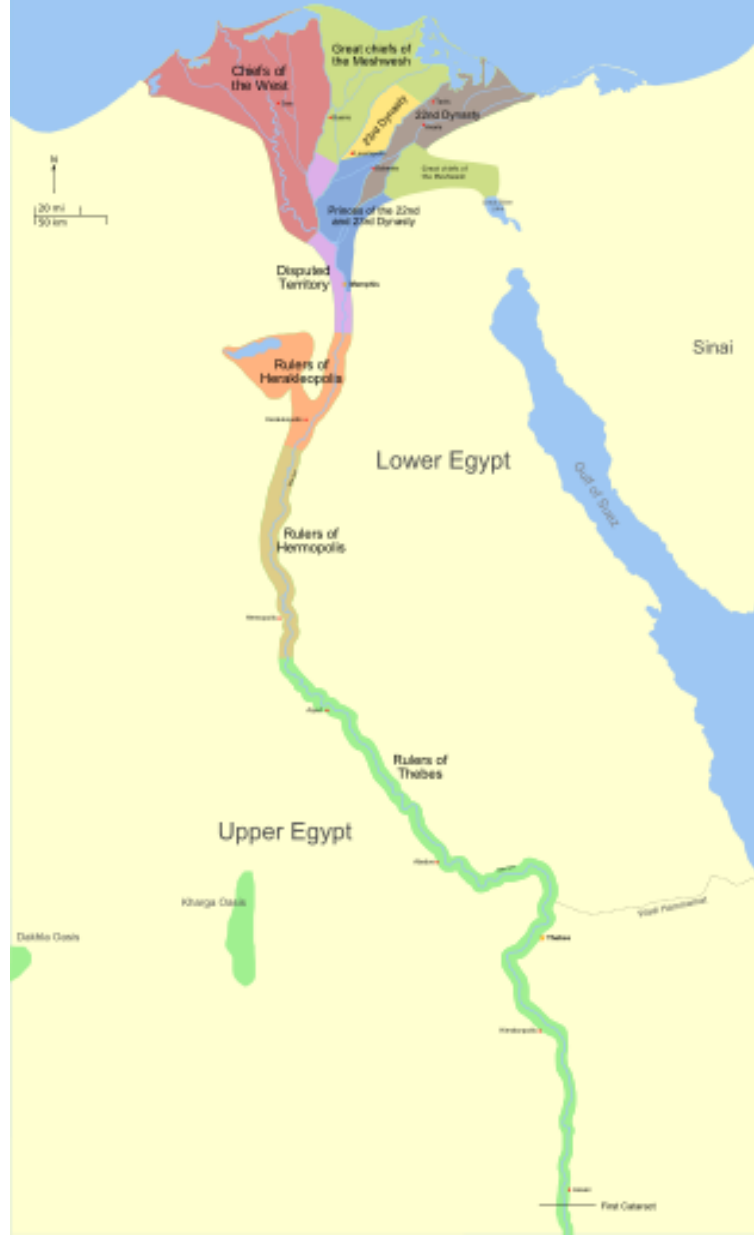 Great chiefs of
the Meshwesh
Chiefs of
the West
23rd Dynasty
22nd Dynasty
Great chiefs of
the Meshwesh
N
20 mi
50 km
Princes of the 22nd
and 23rd Dynasty
Disputed
Territory
Memphis
Sinai
Rulers of
Herakleopolis
Lower Egypt
Gulf of Suez
Rulers of
Hermopolis
Rulers of
Thebes
Upper Egypt
Kharga Oasis
Dakhla Oasis
Wadi Hammamat
Thebes
First Cataract